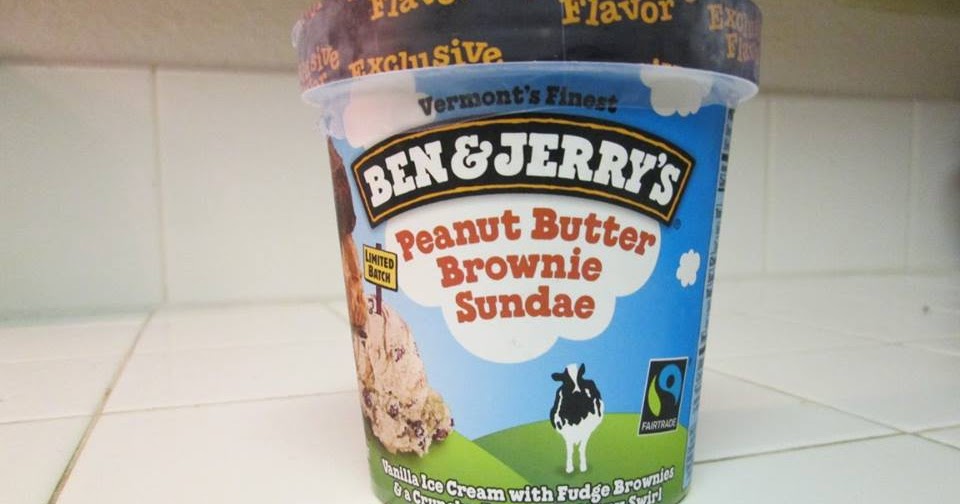 Flavor Exclusive
Exclusive
Vermont's Finest
BEN & JERRY'S
Peanut Butter
Brownie
Sundae
LIMITED
BATCH
FAIRTRADE
Vanilla Ice Cream with Fudge Brownies
& a Swirl